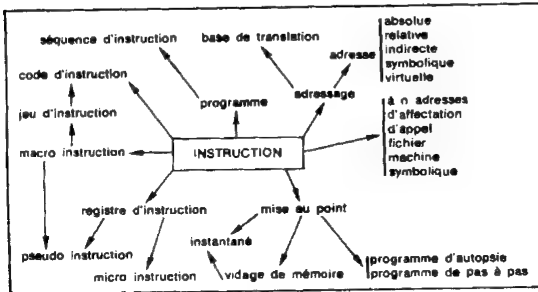 absolue
séquence d'instruction
base de translation
relative
adresse
indirecte
symbolique
code d'instruction
virtuelle
adressage
programme
à n adresses
jeu d'instruction
d'affectation
d'appel
macro instruction
INSTRUCTION
fichier
machine
symbolique
registre d'instruction
mise au point
instantané
pseudo instruction
programme d'autopsie
micro instruction
vidage de mémoire
programme de pas à pas